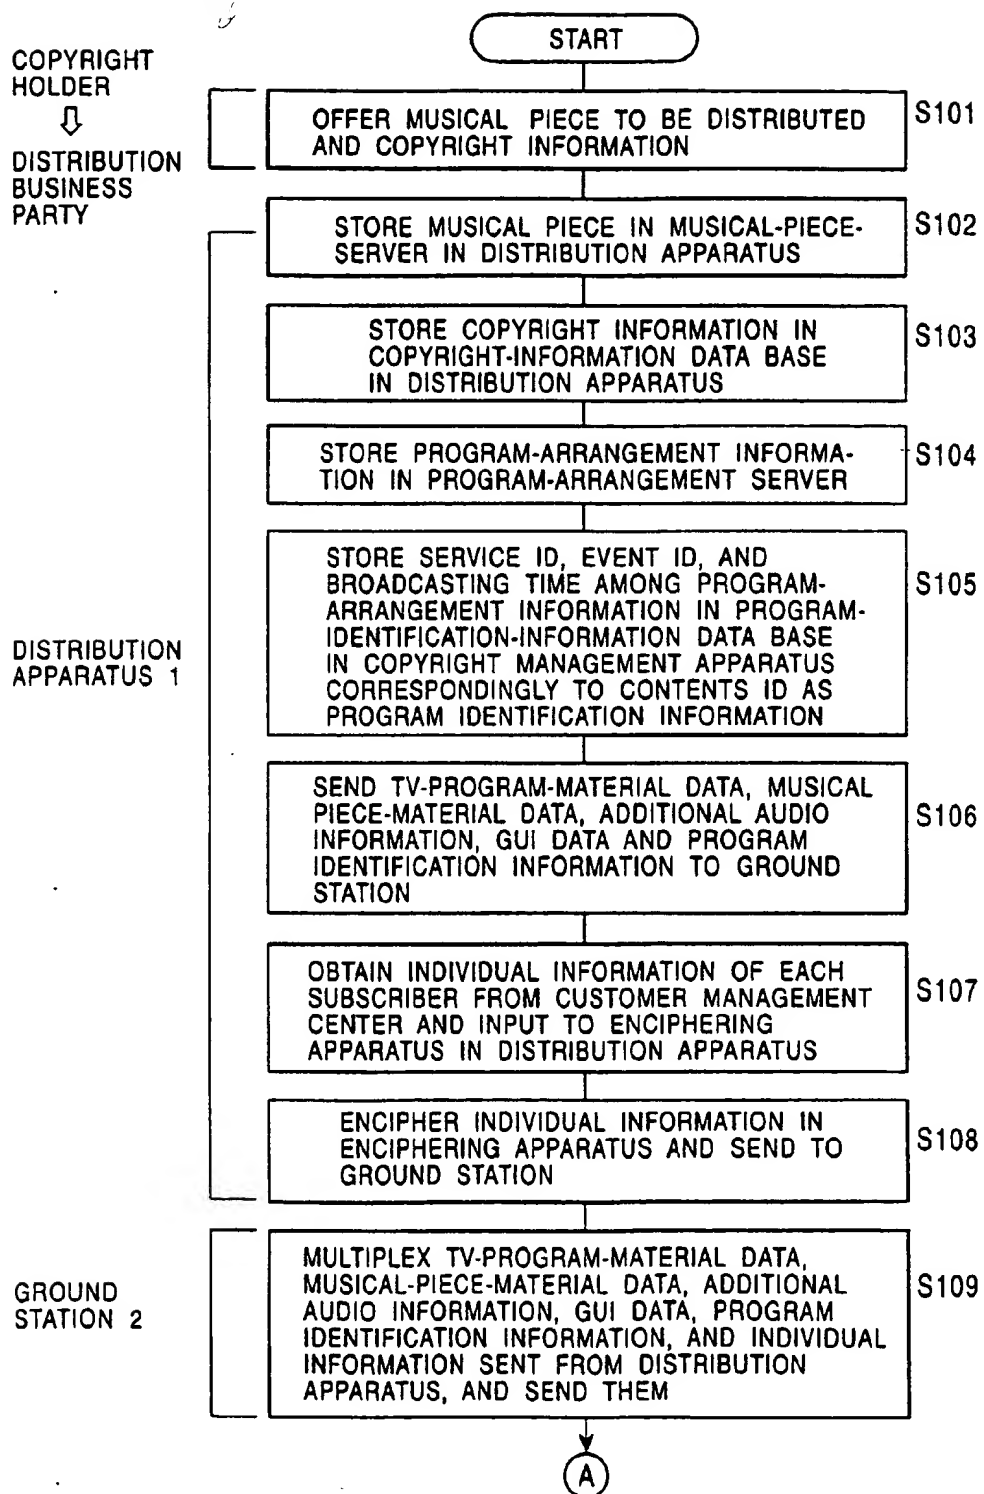 START
COPYRIGHT
HOLDER
DISTRIBUTION
BUSINESS
PARTY
OFFER MUSICAL PIECE TO BE DISTRIBUTED
AND COPYRIGHT INFORMATION
S101
STORE MUSICAL PIECE IN MUSICAL-PIECE-
SERVER IN DISTRIBUTION APPARATUS
S102
STORE COPYRIGHT INFORMATION IN
COPYRIGHT-INFORMATION DATA BASE
IN DISTRIBUTION APPARATUS
S103
STORE PROGRAM-ARRANGEMENT INFORMA-
TION IN PROGRAM-ARRANGEMENT SERVER
S104
DISTRIBUTION
APPARATUS 1
STORE SERVICE ID, EVENT ID, AND
BROADCASTING TIME AMONG PROGRAM-
ARRANGEMENT INFORMATION IN PROGRAM-
IDENTIFICATION-INFORMATION DATA BASE
IN COPYRIGHT MANAGEMENT APPARATUS
CORRESPONDINGLY TO CONTENTS ID AS
PROGRAM IDENTIFICATION INFORMATION
S105
SEND TV-PROGRAM-MATERIAL DATA, MUSICAL
PIECE-MATERIAL DATA, ADDITIONAL AUDIO
INFORMATION, GUI DATA AND PROGRAM
IDENTIFICATION INFORMATION TO GROUND
STATION
S106
OBTAIN INDIVIDUAL INFORMATION OF EACH
SUBSCRIBER FROM CUSTOMER MANAGEMENT
CENTER AND INPUT TO ENCIPHERING
APPARATUS IN DISTRIBUTION APPARATUS
S107
ENCIPHER INDIVIDUAL INFORMATION IN
ENCIPHERING APPARATUS AND SEND TO
GROUND STATION
S108
GROUND
STATION 2
MULTIPLEX TV-PROGRAM-MATERIAL DATA,
MUSICAL-PIECE-MATERIAL DATA, ADDITIONAL
AUDIO INFORMATION, GUI DATA, PROGRAM
IDENTIFICATION INFORMATION, AND INDIVIDUAL
INFORMATION SENT FROM DISTRIBUTION
APPARATUS, AND SEND THEM
S109
A